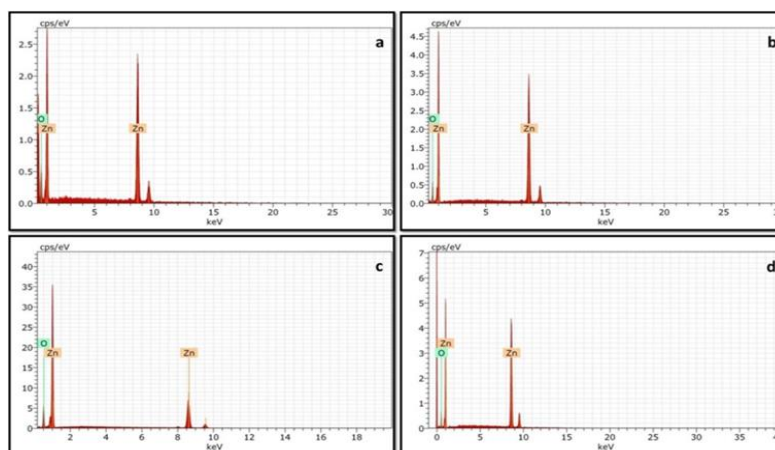 cps/eV
a
2.5
2.0
1.5
O
Zn Zn
1.0
0.5
0.0
5 10 15 20 25 30
keV
cps/eV
b
4.5
4.0
3.5
3.0
2.5
O
2.0 Zn Zn
1.5
1.0
0.5
0.0
5 10 15 20 25
keV
cps/eV
c
40
35
30
25
O
20
Zn Zn
15
10
5
0
2 4 6 8 10 12 14 16 18
keV
cps/eV
d
7
6
5
4
Zn
3 O Zn
2
1
0
0 5 10 15 20 25 30 35
keV